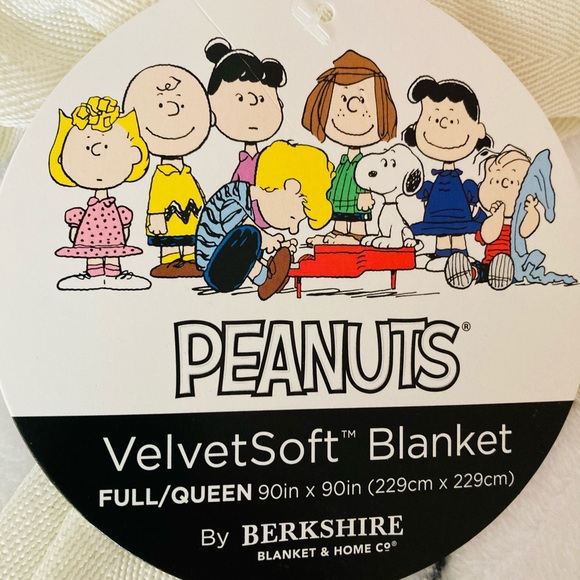 PEANUTS®
VelvetSoft™ Blanket
FULL/QUEEN 90in x 90in (229cm x 229cm)
By BERKSHIRE
BLANKET & HOME Cº®